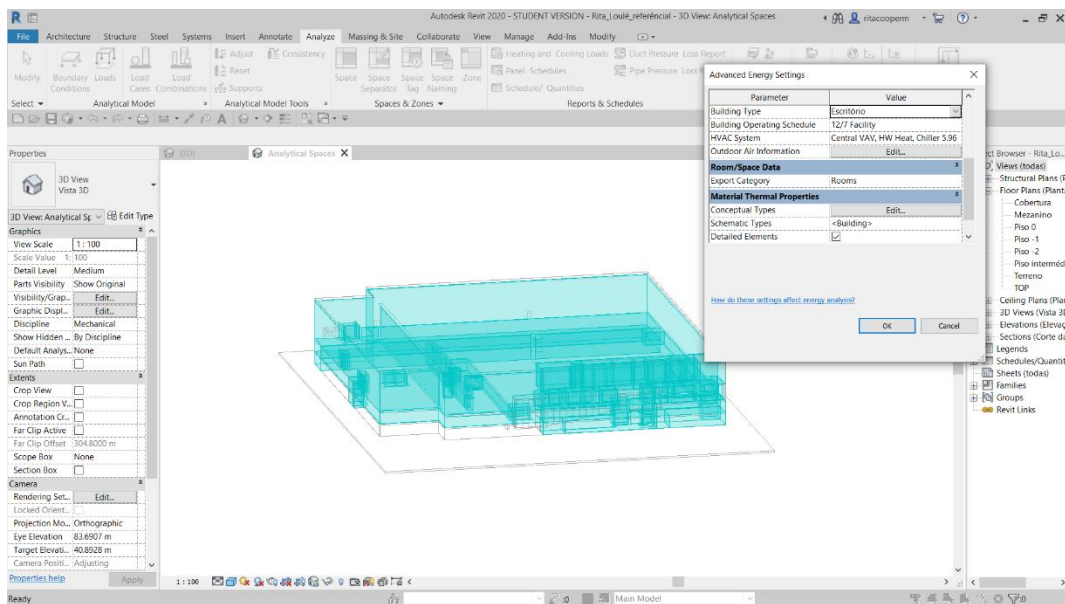 Autodesk Revit 2020 - STUDENT VERSION - Rita_Loulé_referêncial - 3D View: Analytical Spaces
ritacooperm
File Architecture Structure Steel Systems Insert Annotate Analyze Massing & Site Collaborate View Manage Add-Ins Modify
Modify
Boundary Conditions
Loads
Load Cases
Load Combinations
Adjust
Reset
Supports
Consistency
Space
Space Separator
Space Tag
Space Naming
Zone
Heating and Cooling Loads
Panel Schedules
Schedule/ Quantities
Duct Pressure Loss Report
Pipe Pressure Loss R
Select
Analytical Model
Analytical Model Tools
Spaces & Zones
Reports & Schedules
Properties
{3D}
Analytical Spaces
3D View
Vista 3D
3D View: Analytical Sp
Edit Type
Graphics
View Scale 1 : 100
Scale Value 1: 100
Detail Level Medium
Parts Visibility Show Original
Visibility/Grap... Edit...
Graphic Displ... Edit...
Discipline Mechanical
Show Hidden ... By Discipline
Default Analys... None
Sun Path
Extents
Crop View
Crop Region V...
Annotation Cr...
Far Clip Active
Far Clip Offset 304.8000 m
Scope Box None
Section Box
Camera
Rendering Set... Edit...
Locked Orient...
Projection Mo... Orthographic
Eye Elevation 83.6907 m
Target Elevati... 40.8928 m
Camera Positi... Adjusting
Properties help
Apply
Advanced Energy Settings
Parameter Value
Building Type Escritório
Building Operating Schedule 12/7 Facility
HVAC System Central VAV, HW Heat, Chiller 5.96
Outdoor Air Information Edit...
Room/Space Data
Export Category Rooms
Material Thermal Properties
Conceptual Types Edit...
Schematic Types <Building>
Detailed Elements
How do these settings affect energy analysis?
OK Cancel
ect Browser - Rita_Lo...
Views (todas)
Structural Plans (P
Floor Plans (Plant
Cobertura
Mezanino
Piso 0
Piso -1
Piso -2
Piso interméd
Terreno
TOP
Ceiling Plans (Plan
3D Views (Vista 3D
Elevations (Elevaç
Sections (Corte da
Legends
Schedules/Quantit
Sheets (todas)
Families
Groups
Revit Links
1 : 100
Ready
:0
Main Model
:0